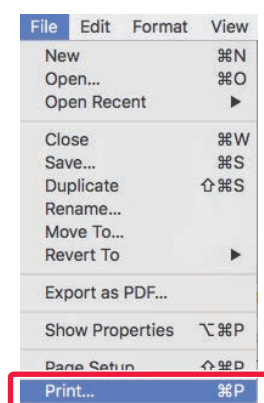 File Edit Format View
New ⌘N
Open... ⌘O
Open Recent ▶
Close ⌘W
Save... ⌘S
Duplicate ⇧⌘S
Rename...
Move To...
Revert To ▶
Export as PDF...
Show Properties ⌥⌘P
Page Setup ⇧⌘P
Print... ⌘P